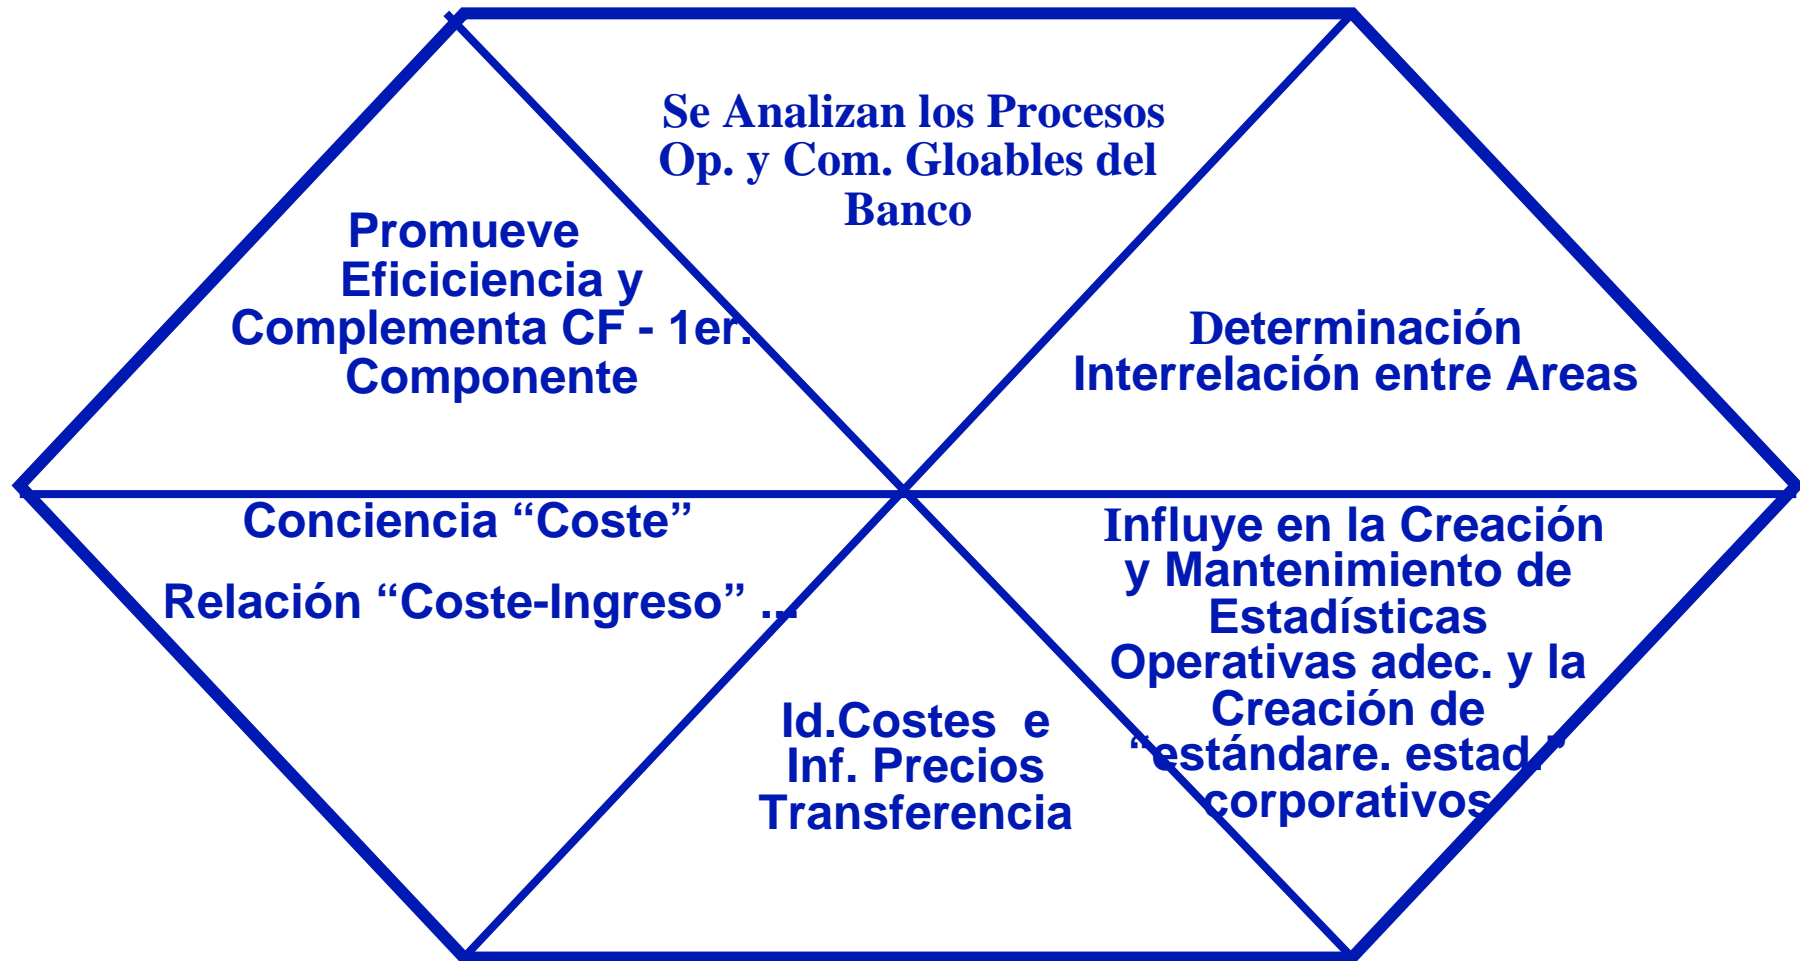 Se Analizan los Procesos
Op. y Com. Gloables del
Banco
Promueve
Eficiciencia y
Complementa CF - 1er.
Componente
Determinación
Interrelación entre Areas
Conciencia “Coste”
Relación “Coste-Ingreso” ...
Influye en la Creación
y Mantenimiento de
Estadísticas
Operativas adec. y la
Creación de
“estándare. estad.”
corporativos
Id.Costes e
Inf. Precios
Transferencia